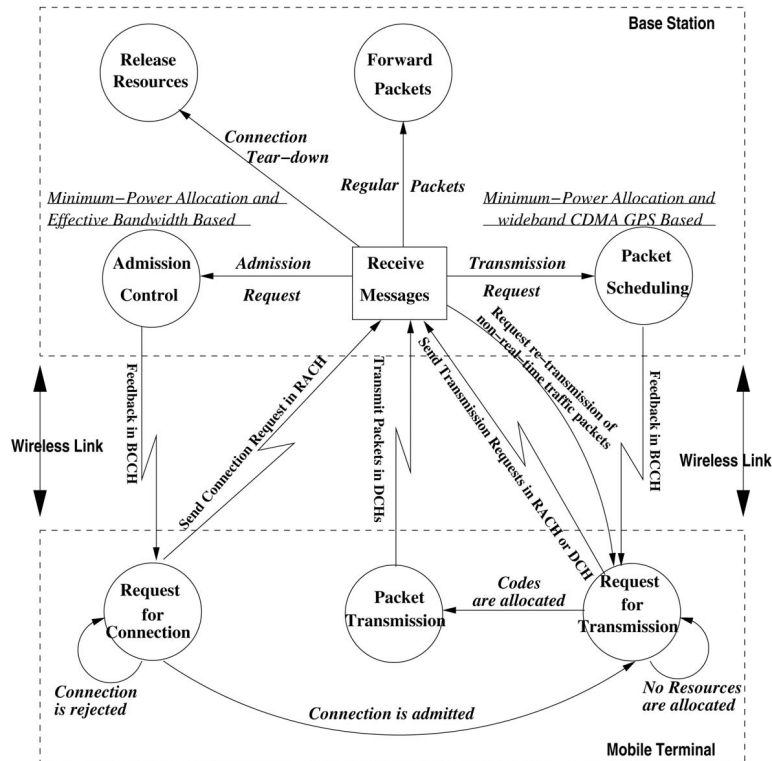 Base Station
Release
Resources
Forward
Packets
Connection
Tear-down
Regular Packets
Minimum-Power Allocation and
Effective Bandwidth Based
Minimum-Power Allocation and
wideband CDMA GPS Based
Admission
Control
Admission
Request
Receive
Messages
Transmission
Request
Packet
Scheduling
Feedback in BCCH
Send Connection Request in RACH
Transmit Packets in DCHs
Send Transmission Requests in RACH or DCH
Request re-transmission of
non-real-time traffic packets
Feedback in BCCH
Wireless Link
Wireless Link
Request
for
Connection
Packet
Transmission
Codes
are allocated
Request
for
Transmission
Connection
is rejected
Connection is admitted
No Resources
are allocated
Mobile Terminal